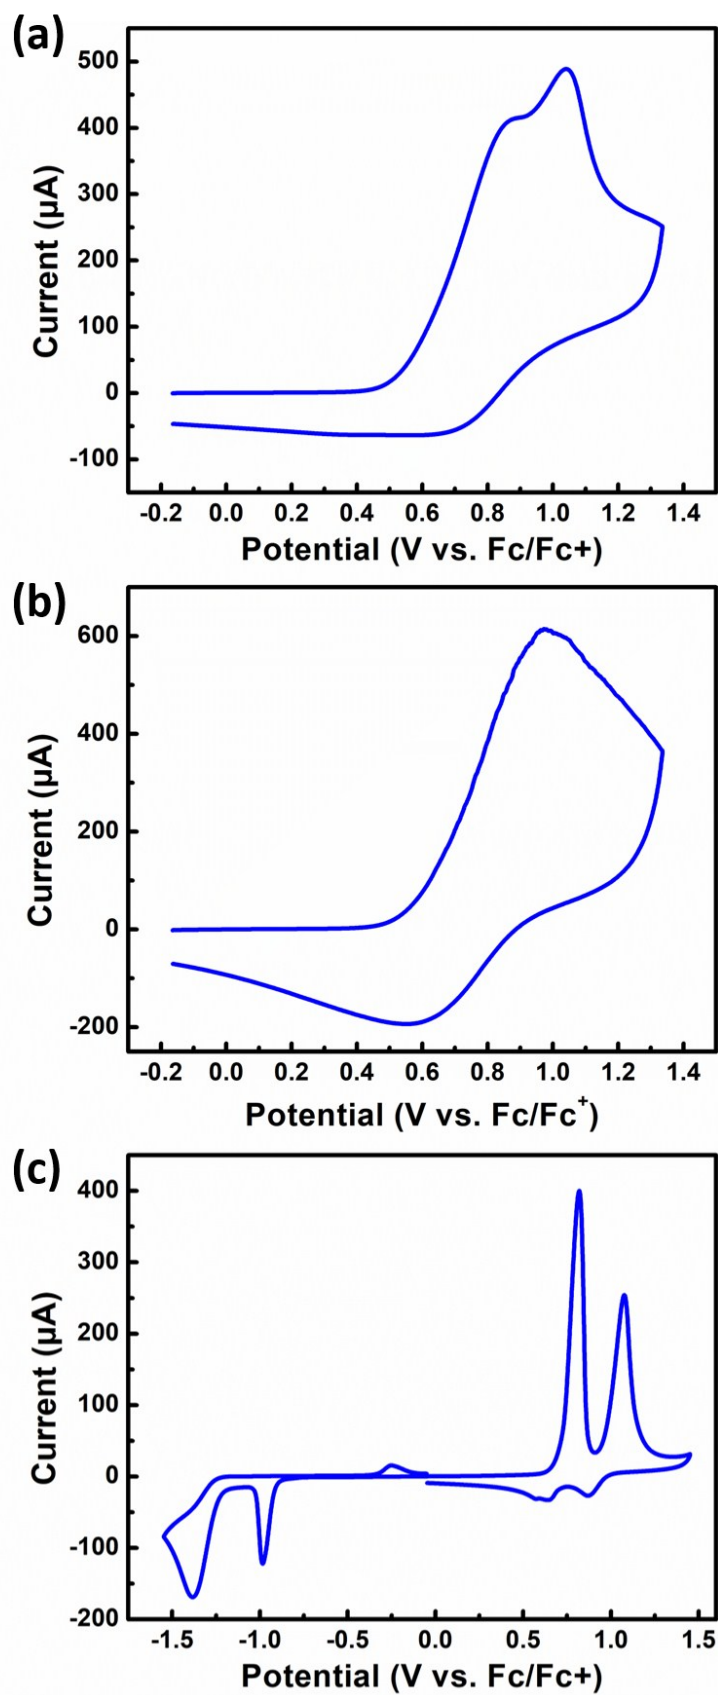 (a)
500
400
300
200
100
0
-100
Current (µA)
-0.2 0.0 0.2 0.4 0.6 0.8 1.0 1.2 1.4
Potential (V vs. Fc/Fc+)
(b)
600
400
200
0
-200
Current (µA)
-0.2 0.0 0.2 0.4 0.6 0.8 1.0 1.2 1.4
Potential (V vs. Fc/Fc⁺)
(c)
400
300
200
100
0
-100
-200
Current (µA)
-1.5 -1.0 -0.5 0.0 0.5 1.0 1.5
Potential (V vs. Fc/Fc+)